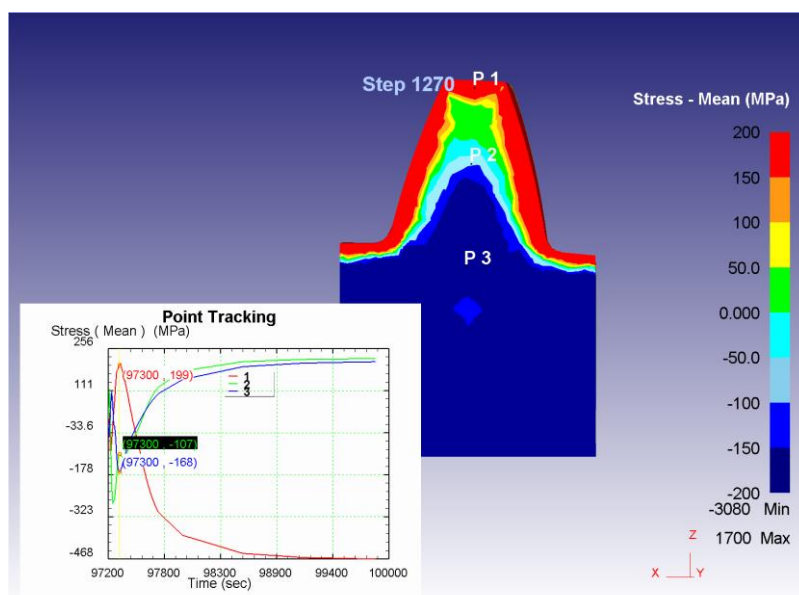 Step 1270
P 1
P 2
P 3
Stress - Mean (MPa)
200
150
100
50.0
0.000
-50.0
-100
-150
-200
-3080 Min
1700 Max
Z
X
Y
Point Tracking
Stress ( Mean ) (MPa)
256
111
-33.6
-178
-323
-468
(97300 , 199)
(97300 , -107)
(97300 , -168)
1
2
3
97200 97800 98300 98900 99400 100000
Time (sec)